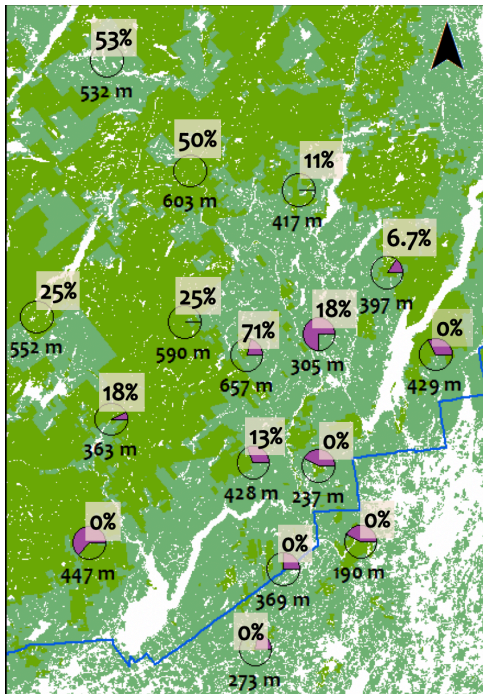 53%
532 m
50%
603 m
11%
417 m
6.7%
397 m
25%
552 m
25%
590 m
18%
305 m
71%
657 m
0%
429 m
18%
363 m
13%
428 m
0%
237 m
0%
447 m
0%
190 m
0%
369 m
0%
273 m